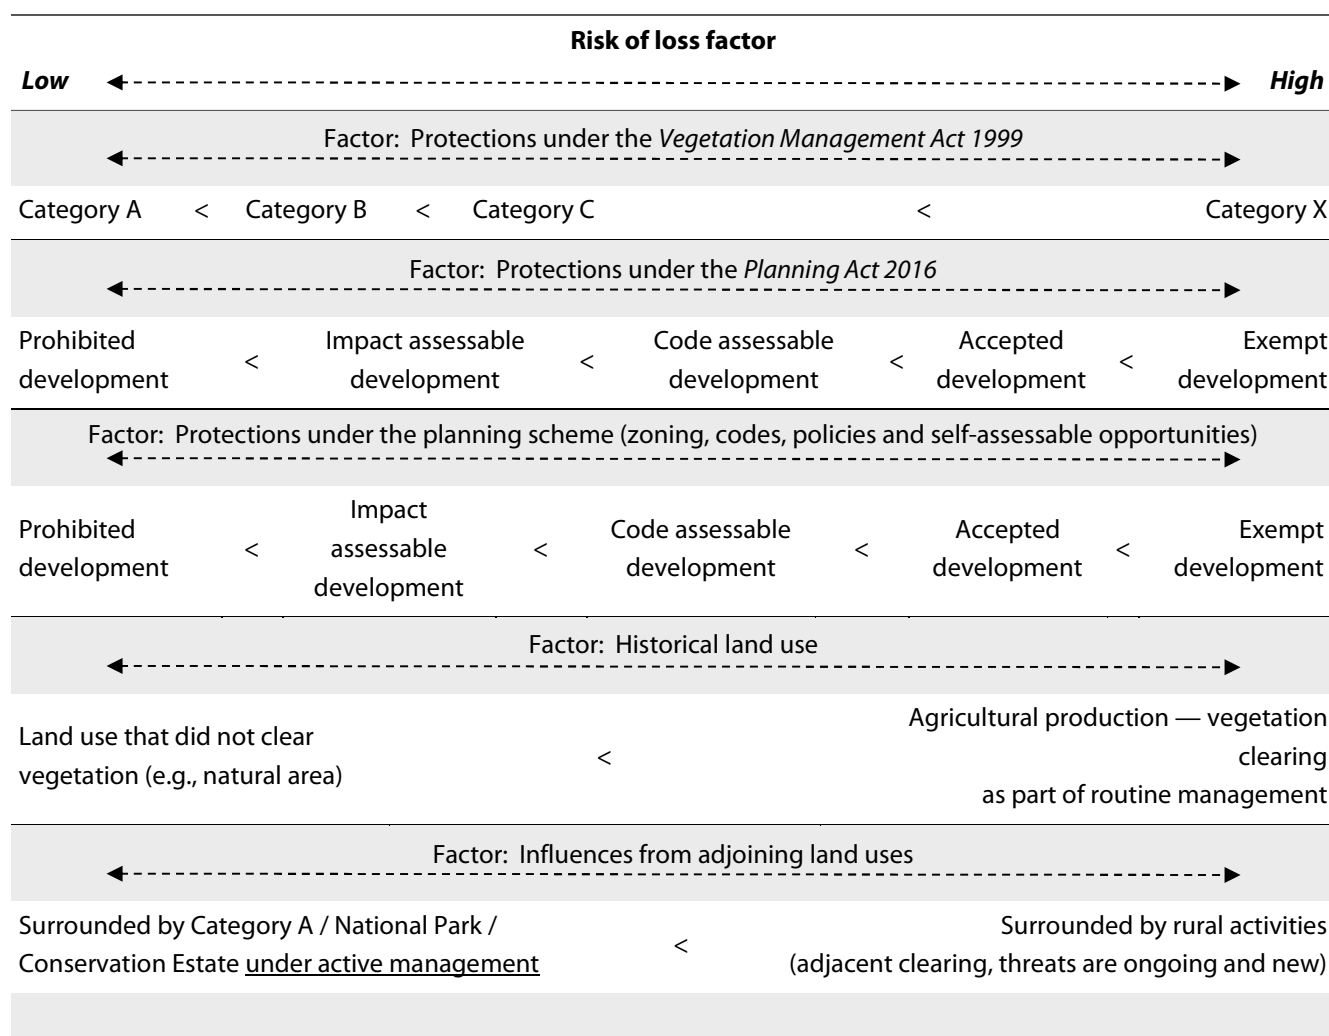 Risk of loss factor
Low High
Factor: Protections under the Vegetation Management Act 1999
Category A < Category B < Category C < Category X
Factor: Protections under the Planning Act 2016
Prohibited Impact assessable Code assessable Accepted Exempt
< < < <
development development development development development
Factor: Protections under the planning scheme (zoning, codes, policies and self-assessable opportunities)
Impact
Prohibited Code assessable Accepted Exempt
< assessable < < <
development development development development
development
Factor: Historical land use
Agricultural production — vegetation
Land use that did not clear
< clearing
vegetation (e.g., natural area)
as part of routine management
Factor: Influences from adjoining land uses
Surrounded by Category A / National Park / Surrounded by rural activities
<
Conservation Estate under active management (adjacent clearing, threats are ongoing and new)